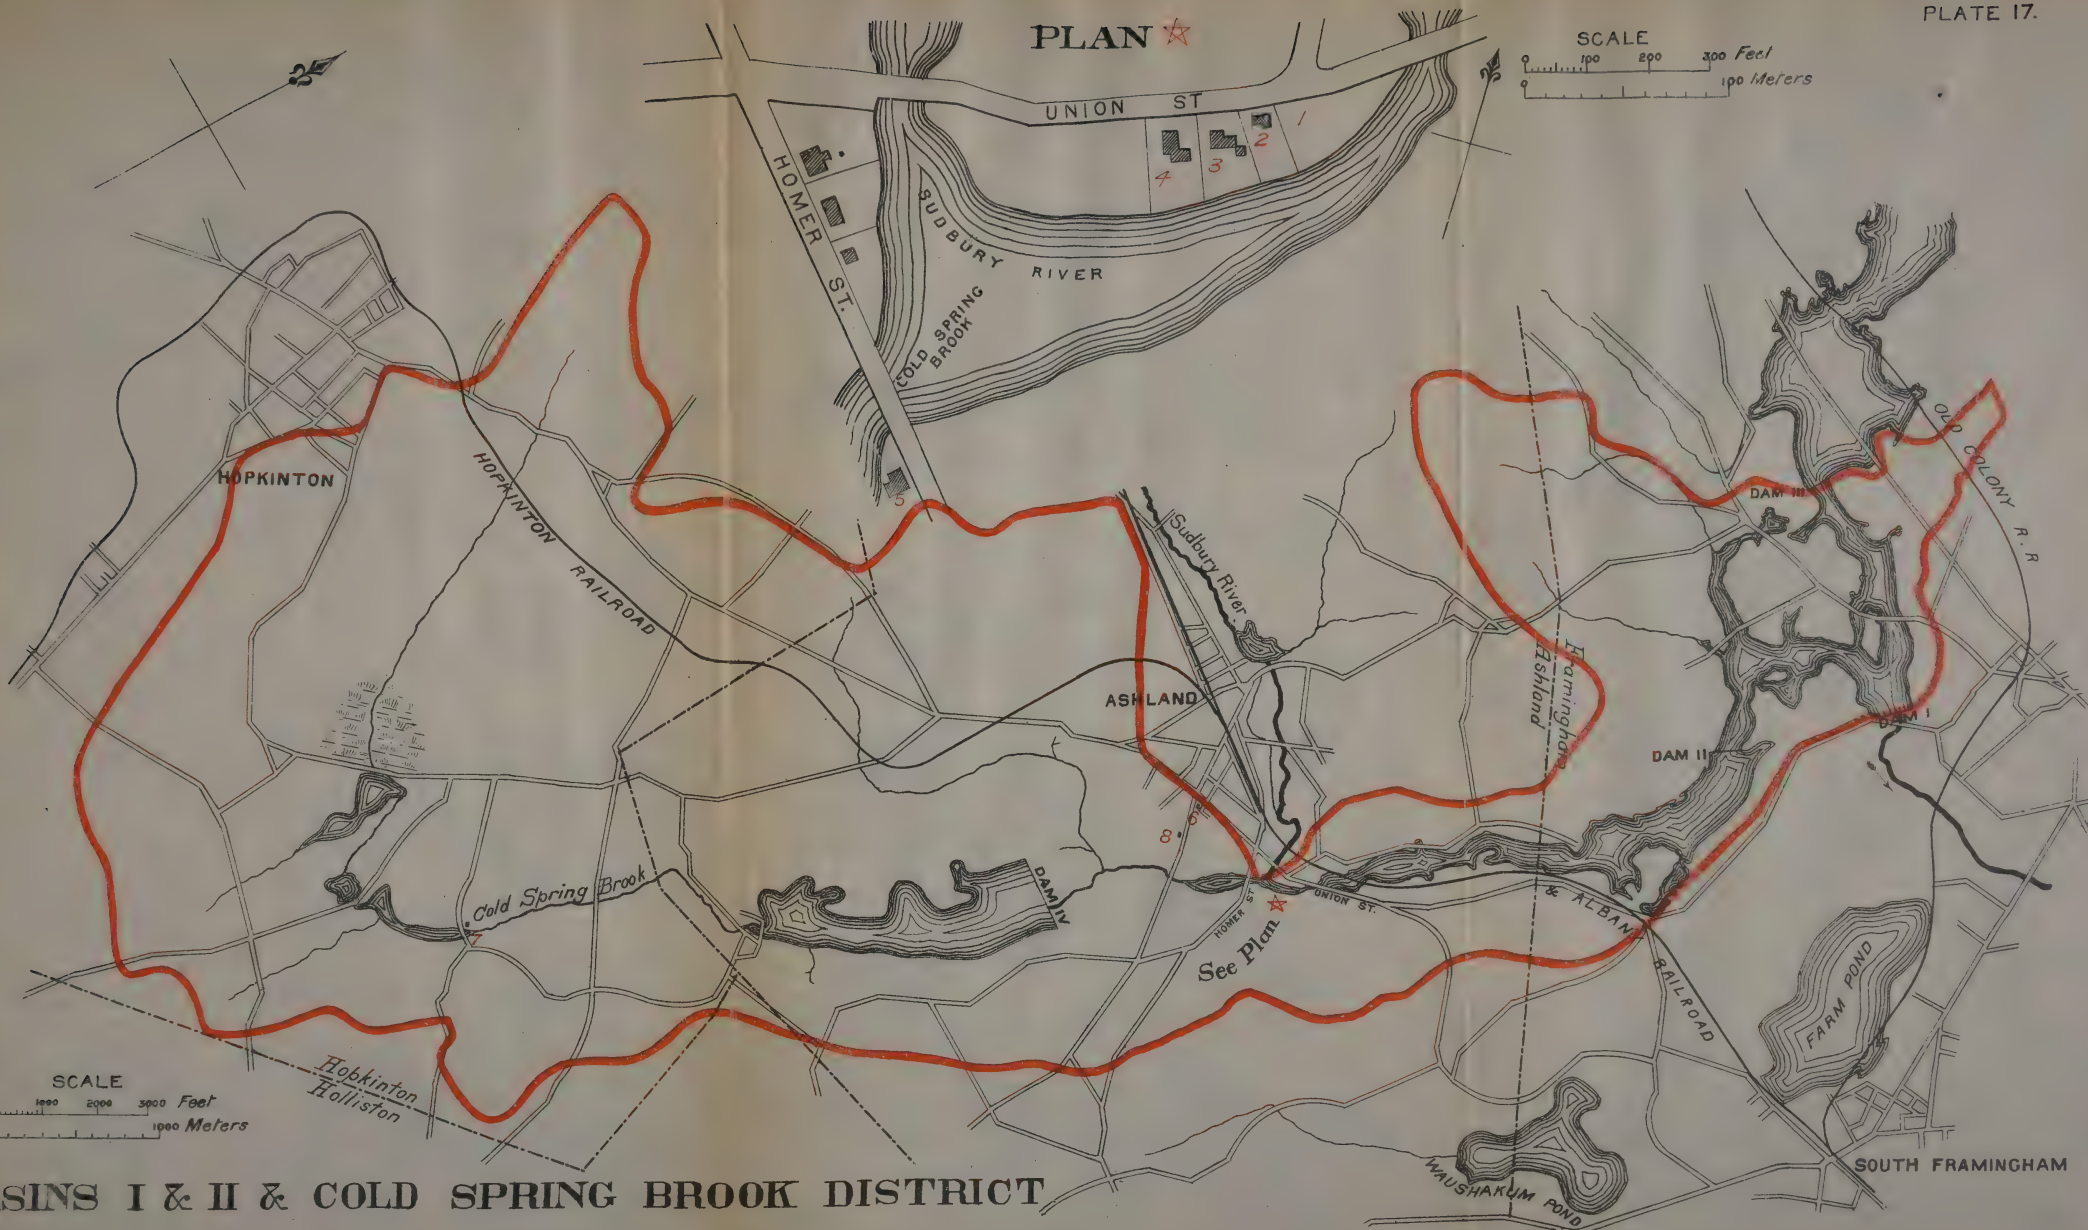 PLATE 17.
PLAN ☆
SCALE
0 100 200 300 Feet
0 100 Meters
UNION ST
1
2
3
4
HOMER ST.
SUDBURY RIVER
COLD SPRING
BROOK
5
HOPKINTON
HOPKINTON RAILROAD
Sudbury River
OLD COLONY R.R
DAM III
Framingham
Ashland
ASHLAND
DAM I
DAM II
6
8
Cold Spring Brook
7
DAM IV
HOMER ST
UNION ST.
& ALBANY
RAILROAD
☆
See Plan
FARM POND
Hopkinton
Holliston
SCALE
1000 2000 3000 Feet
1000 Meters
WAUSHAKUM POND
SOUTH FRAMINGHAM
SINS I & II & COLD SPRING BROOK DISTRICT